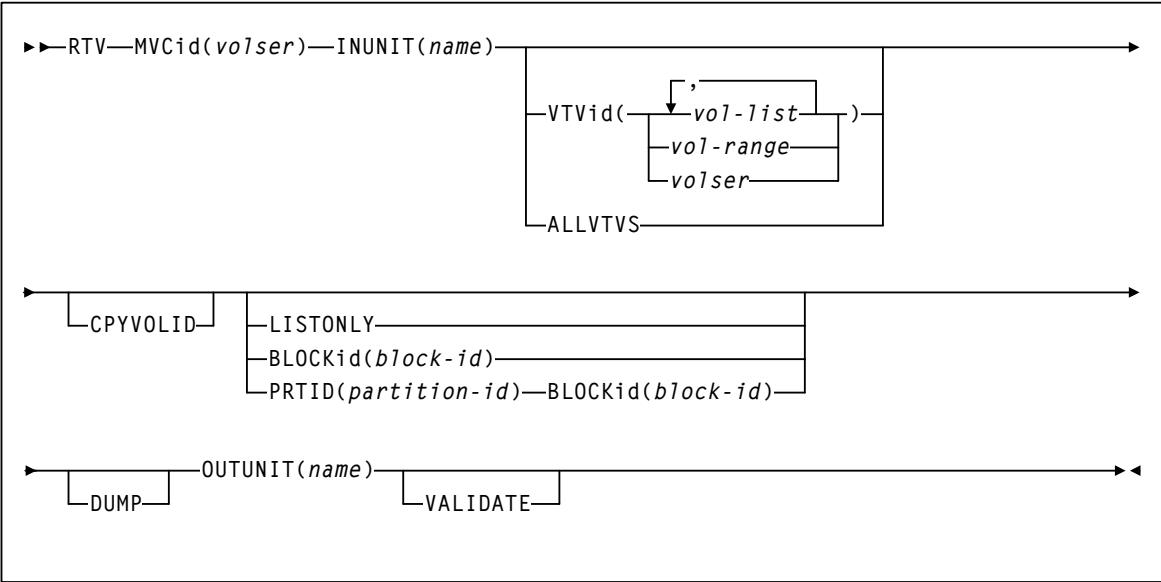 RTV MVCid(volser) INUNIT(name)
,
VTVid( vol-list )
vol-range
volser
ALLVTVS
CPYVOLID LISTONLY
BLOCKid(block-id)
PRTID(partition-id) BLOCKid(block-id)
OUTUNIT(name)
DUMP VALIDATE